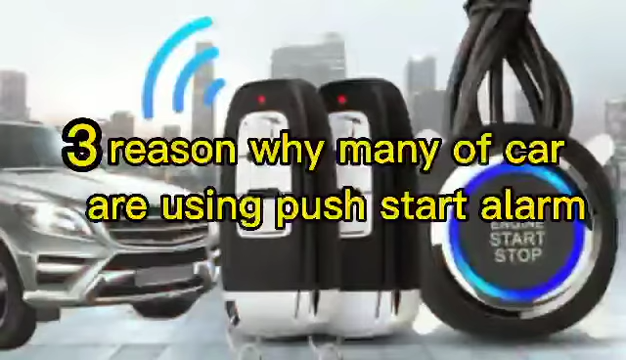 3 reason why many of car
are using push start alarm
ENGINE
START
STOP